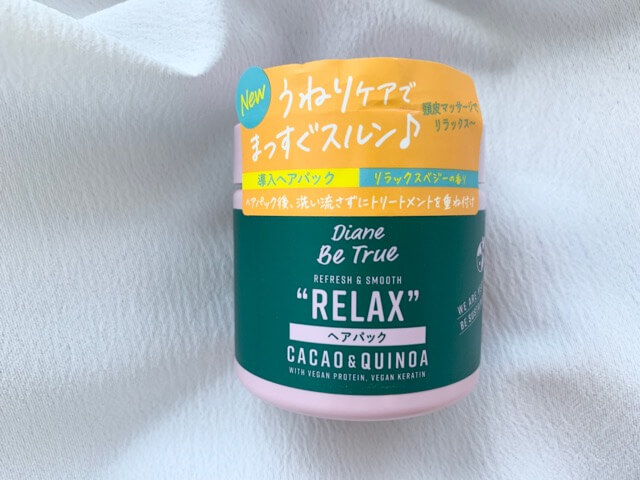 New
うねりケアで
まっすぐスルン♪
頭皮マッサージで
リラックス〜
導入ヘアパック
リラックスベジーの香り
ヘアパック後、洗い流さずにトリートメントを重ね付け
Diane
Be True
REFRESH & SMOOTH
“RELAX”
ヘアパック
CACAO & QUINOA
WITH VEGAN PROTEIN, VEGAN KERATIN
WE ARE
BE